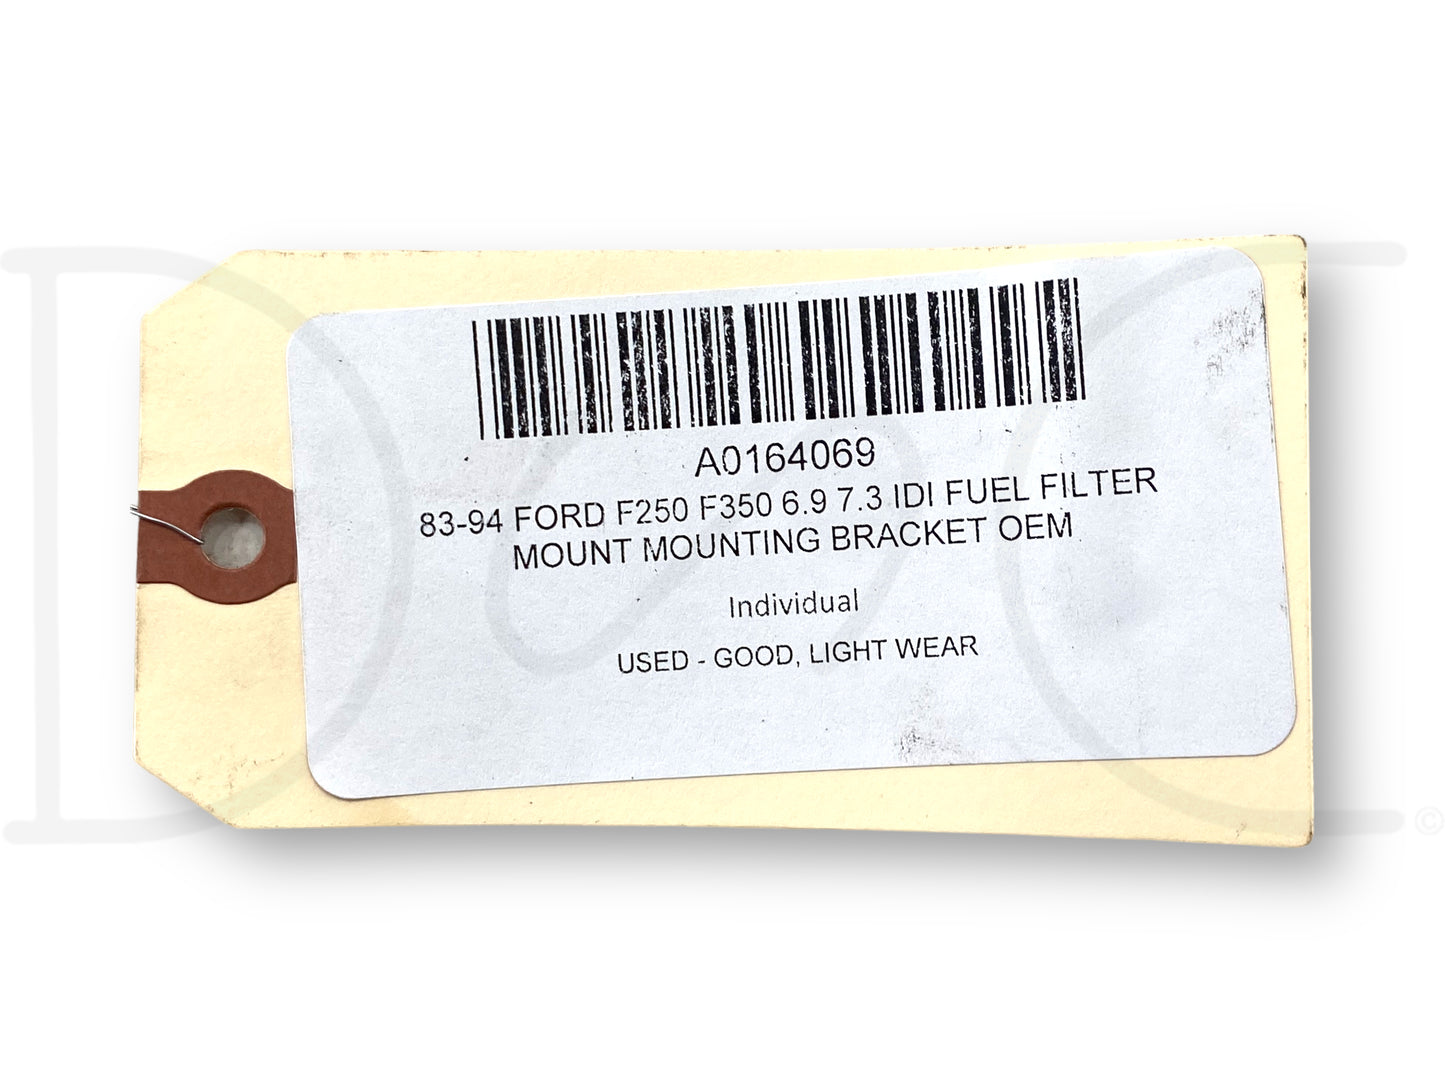 A0164069
83-94 FORD F250 F350 6.9 7.3 IDI FUEL FILTER
MOUNT MOUNTING BRACKET OEM
Individual
USED - GOOD, LIGHT WEAR
©